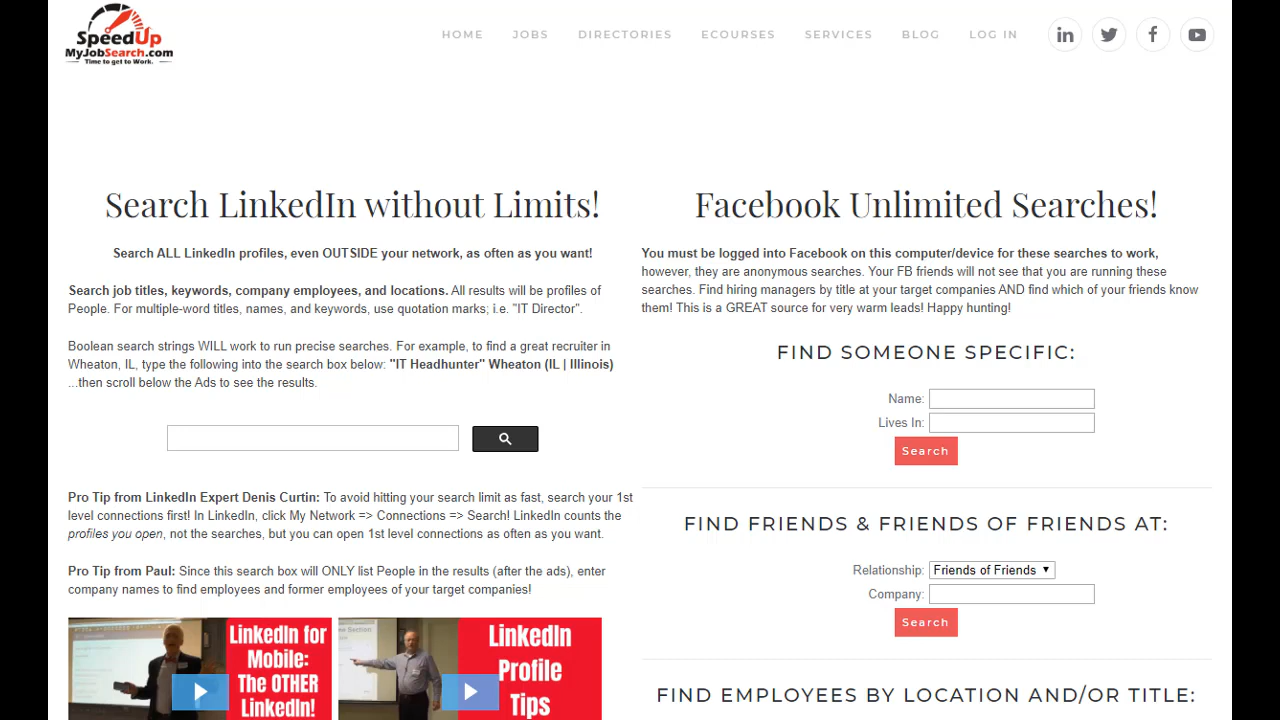 SpeedUp
MyJobSearch.com
Time to get to Work.
HOME JOBS DIRECTORIES ECOURSES SERVICES BLOG LOG IN
Search LinkedIn without Limits!
Search ALL LinkedIn profiles, even OUTSIDE your network, as often as you want!
Search job titles, keywords, company employees, and locations. All results will be profiles of
People. For multiple-word titles, names, and keywords, use quotation marks; i.e. "IT Director".
Boolean search strings WILL work to run precise searches. For example, to find a great recruiter in
Wheaton, IL, type the following into the search box below: "IT Headhunter" Wheaton (IL | Illinois)
...then scroll below the Ads to see the results.
Pro Tip from LinkedIn Expert Denis Curtin: To avoid hitting your search limit as fast, search your 1st
level connections first! In LinkedIn, click My Network => Connections => Search! LinkedIn counts the
profiles you open, not the searches, but you can open 1st level connections as often as you want.
Pro Tip from Paul: Since this search box will ONLY list People in the results (after the ads), enter
company names to find employees and former employees of your target companies!
LinkedIn for
Mobile:
The OTHER
LinkedIn!
LinkedIn
Profile
Tips
Facebook Unlimited Searches!
You must be logged into Facebook on this computer/device for these searches to work,
however, they are anonymous searches. Your FB friends will not see that you are running these
searches. Find hiring managers by title at your target companies AND find which of your friends know
them! This is a GREAT source for very warm leads! Happy hunting!
FIND SOMEONE SPECIFIC:
Name:
Lives In:
Search
FIND FRIENDS & FRIENDS OF FRIENDS AT:
Relationship: Friends of Friends
Company:
Search
FIND EMPLOYEES BY LOCATION AND/OR TITLE: